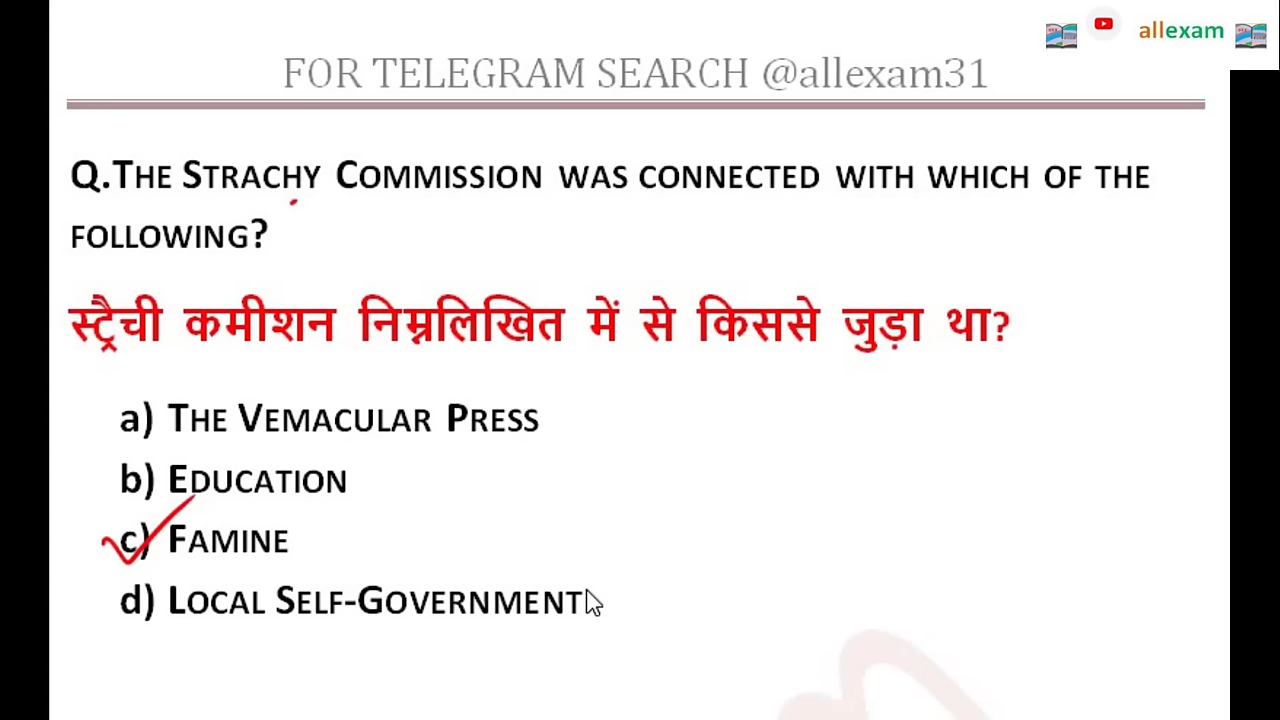 allexam
FOR TELEGRAM SEARCH @allexam31
Q.The Strachy Commission was connected with which of the
following?
स्ट्रैची कमीशन निम्नलिखित में से किससे जुड़ा था?
a) The Vemacular Press
b) Education
c) Famine
d) Local Self-Government